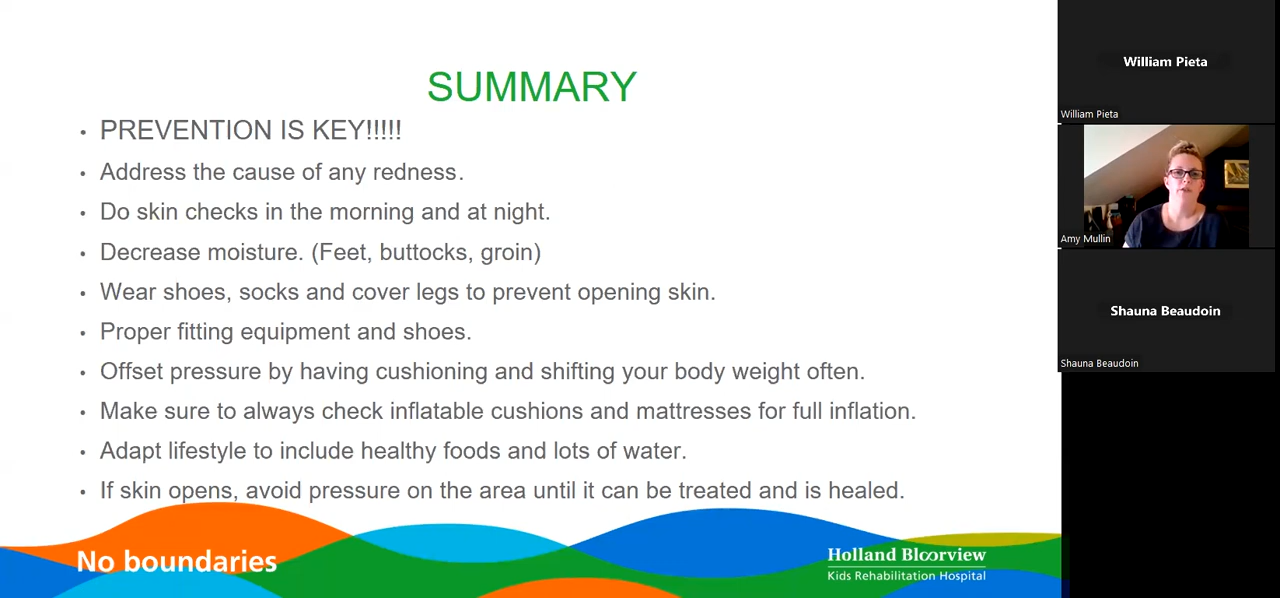 SUMMARY
• PREVENTION IS KEY!!!!!
• Address the cause of any redness.
• Do skin checks in the morning and at night.
• Decrease moisture. (Feet, buttocks, groin)
• Wear shoes, socks and cover legs to prevent opening skin.
• Proper fitting equipment and shoes.
• Offset pressure by having cushioning and shifting your body weight often.
• Make sure to always check inflatable cushions and mattresses for full inflation.
• Adapt lifestyle to include healthy foods and lots of water.
• If skin opens, avoid pressure on the area until it can be treated and is healed.
No boundaries
Holland Bloorview
Kids Rehabilitation Hospital
William Pieta
William Pieta
Amy Mullin
Shauna Beaudoin
Shauna Beaudoin